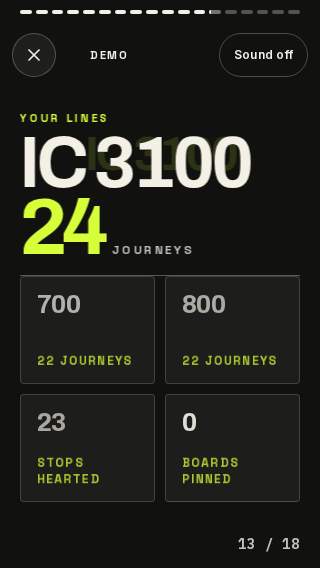 DEMO
Sound off
YOUR LINES
IC3100
24 JOURNEYS
700
22 JOURNEYS
800
22 JOURNEYS
23
STOPS
HEARTED
0
BOARDS
PINNED
13 / 18